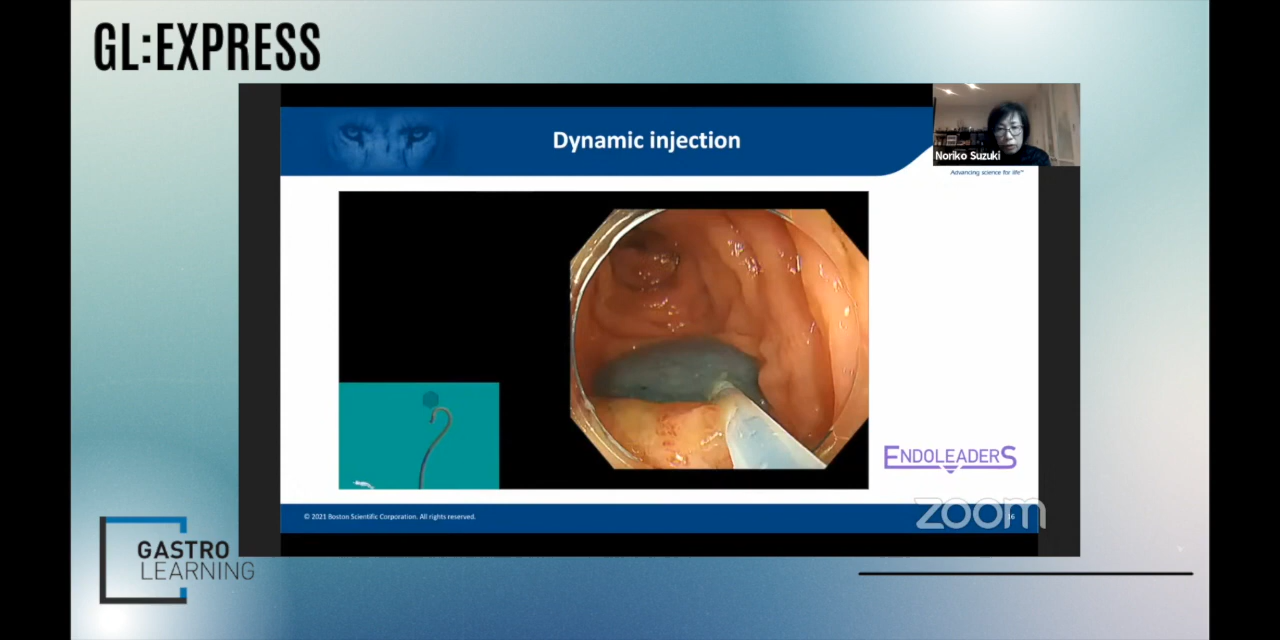 GL:EXPRESS
Dynamic injection
Noriko Suzuki
Advancing science for life™
ENDOLEADERS
© 2021 Boston Scientific Corporation. All rights reserved.
zoom
16
GASTRO
LEARNING